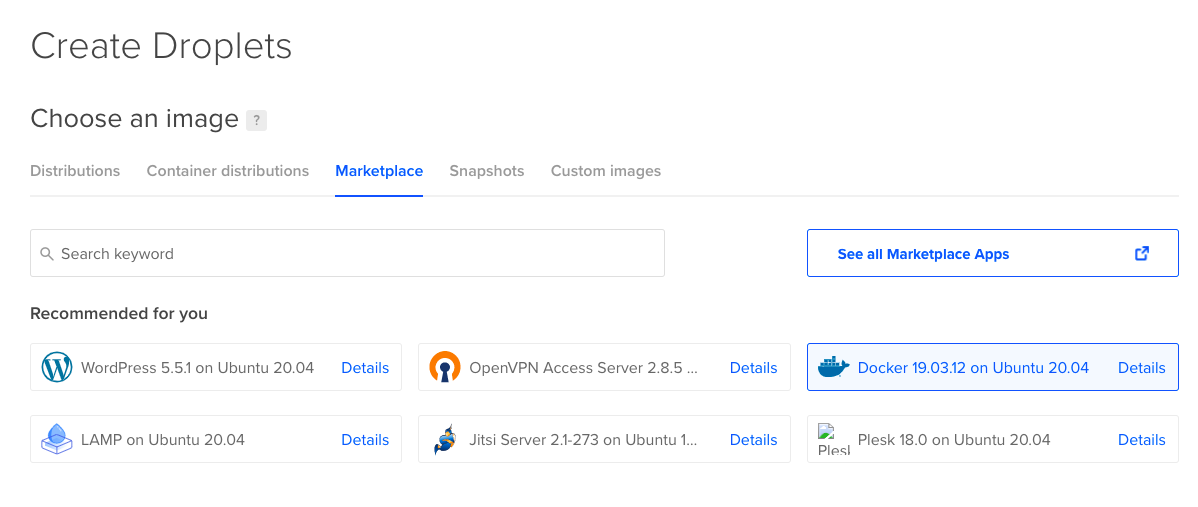 Create Droplets
Choose an image ?
Distributions Container distributions Marketplace Snapshots Custom images
Search keyword See all Marketplace Apps
Recommended for you
WordPress 5.5.1 on Ubuntu 20.04 Details OpenVPN Access Server 2.8.5 ... Details Docker 19.03.12 on Ubuntu 20.04 Details
LAMP on Ubuntu 20.04 Details Jitsi Server 2.1-273 on Ubuntu 1... Details Plesk Plesk 18.0 on Ubuntu 20.04 Details